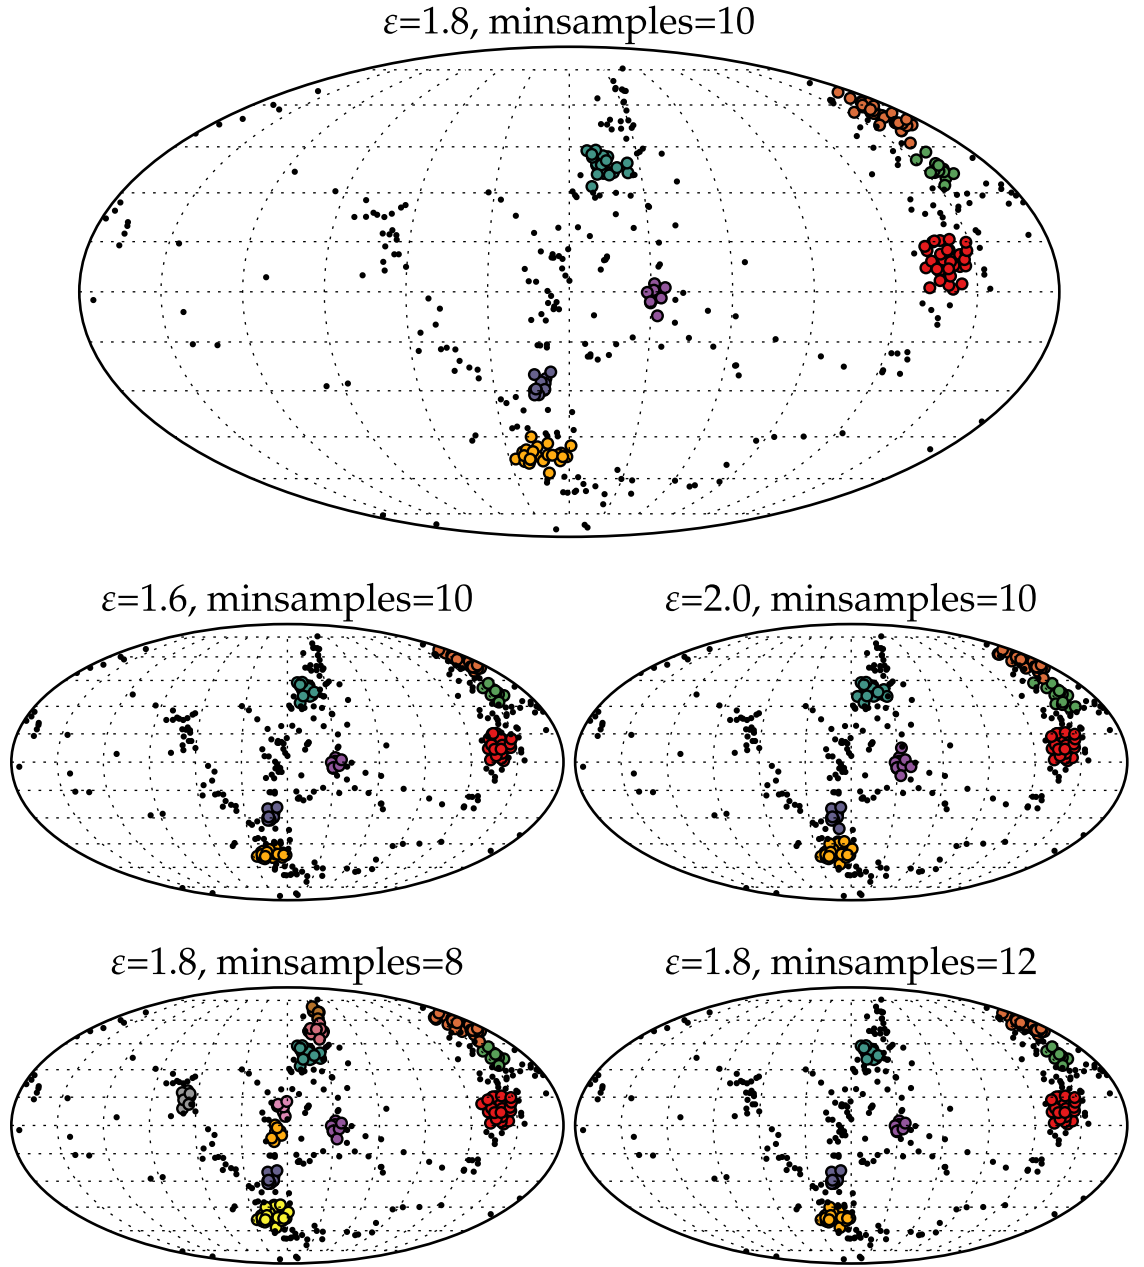 ε=1.8, minsamples=10
ε=1.6, minsamples=10
ε=2.0, minsamples=10
ε=1.8, minsamples=8
ε=1.8, minsamples=12